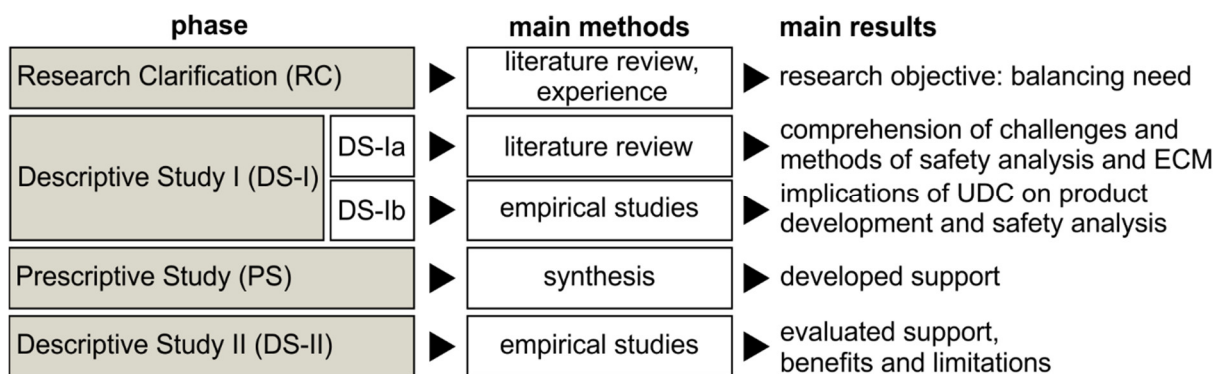 phase main methods main results
Research Clarification (RC)
literature review,
experience
research objective: balancing need
Descriptive Study I (DS-I)
DS-Ia
literature review
comprehension of challenges and
methods of safety analysis and ECM
DS-Ib
empirical studies
implications of UDC on product
development and safety analysis
Prescriptive Study (PS)
synthesis
developed support
Descriptive Study II (DS-II)
empirical studies
evaluated support,
benefits and limitations